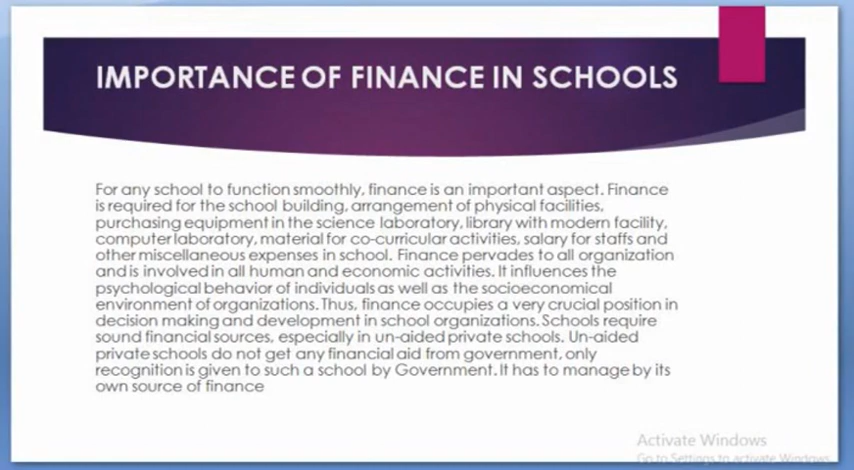 IMPORTANCE OF FINANCE IN SCHOOLS
For any school to function smoothly, finance is an important aspect. Finance
is required for the school building, arrangement of physical facilities,
purchasing equipment in the science laboratory, library with modern facility,
computer laboratory, material for co-curricular activities, salary for staffs and
other miscellaneous expenses in school. Finance pervades to all organization
and is involved in all human and economic activities. It influences the
psychological behavior of individuals as well as the socioeconomical
environment of organizations. Thus, finance occupies a very crucial position in
decision making and development in school organizations. Schools require
sound financial sources, especially in un-aided private schools. Un-aided
private schools do not get any financial aid from government, only
recognition is given to such a school by Government. It has to manage by its
own source of finance
Activate Windows
Go to Settings to activate Windows.